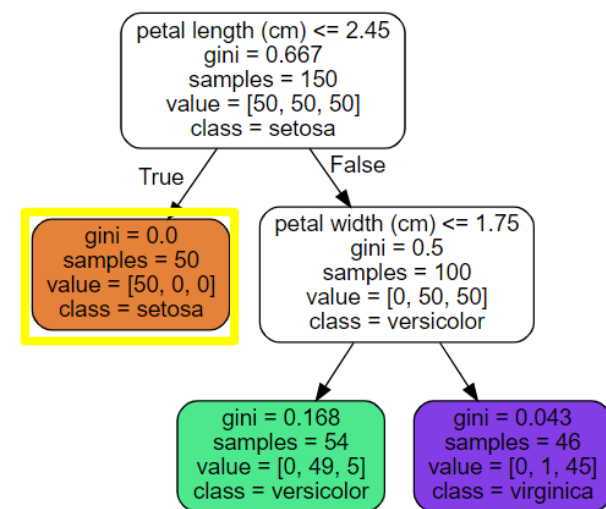 petal length (cm) <= 2.45
gini = 0.667
samples = 150
value = [50, 50, 50]
class = setosa
True
False
gini = 0.0
samples = 50
value = [50, 0, 0]
class = setosa
petal width (cm) <= 1.75
gini = 0.5
samples = 100
value = [0, 50, 50]
class = versicolor
gini = 0.168
samples = 54
value = [0, 49, 5]
class = versicolor
gini = 0.043
samples = 46
value = [0, 1, 45]
class = virginica